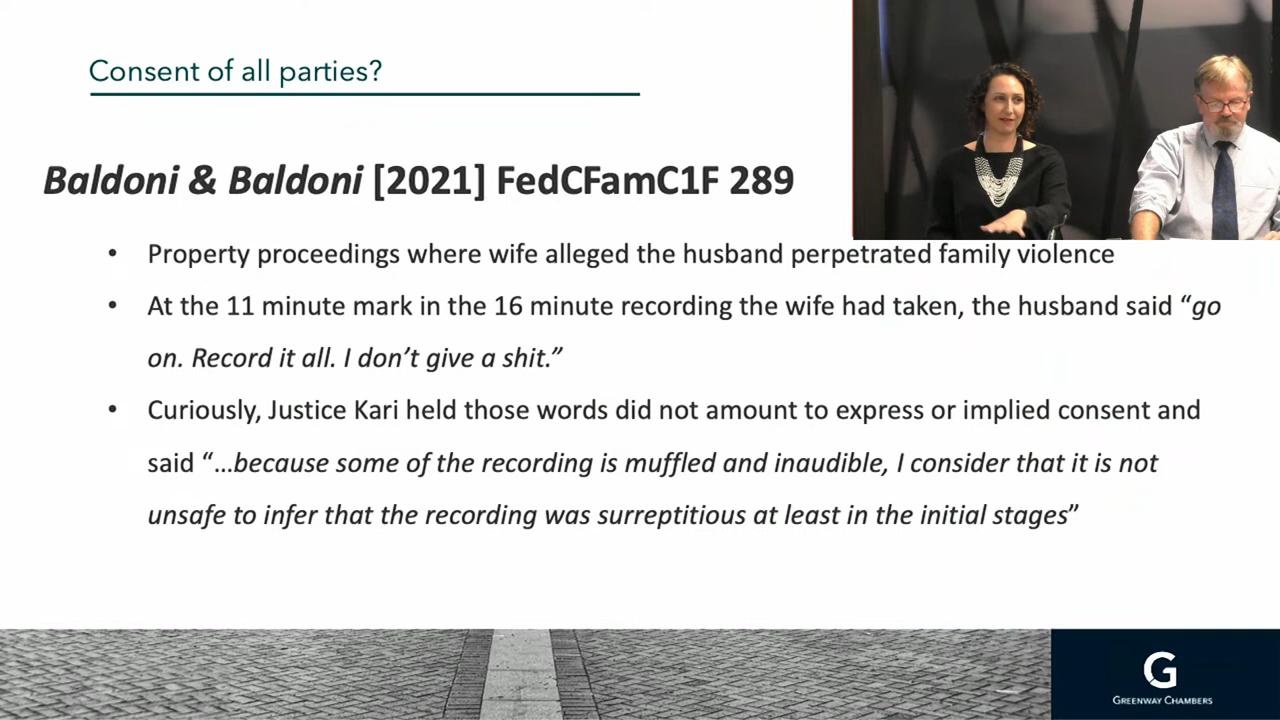 Consent of all parties?
Baldoni & Baldoni [2021] FedCFamC1F 289
• Property proceedings where wife alleged the husband perpetrated family violence
• At the 11 minute mark in the 16 minute recording the wife had taken, the husband said “go
on. Record it all. I don’t give a shit.”
• Curiously, Justice Kari held those words did not amount to express or implied consent and
said “…because some of the recording is muffled and inaudible, I consider that it is not
unsafe to infer that the recording was surreptitious at least in the initial stages”
G
GREENWAY CHAMBERS